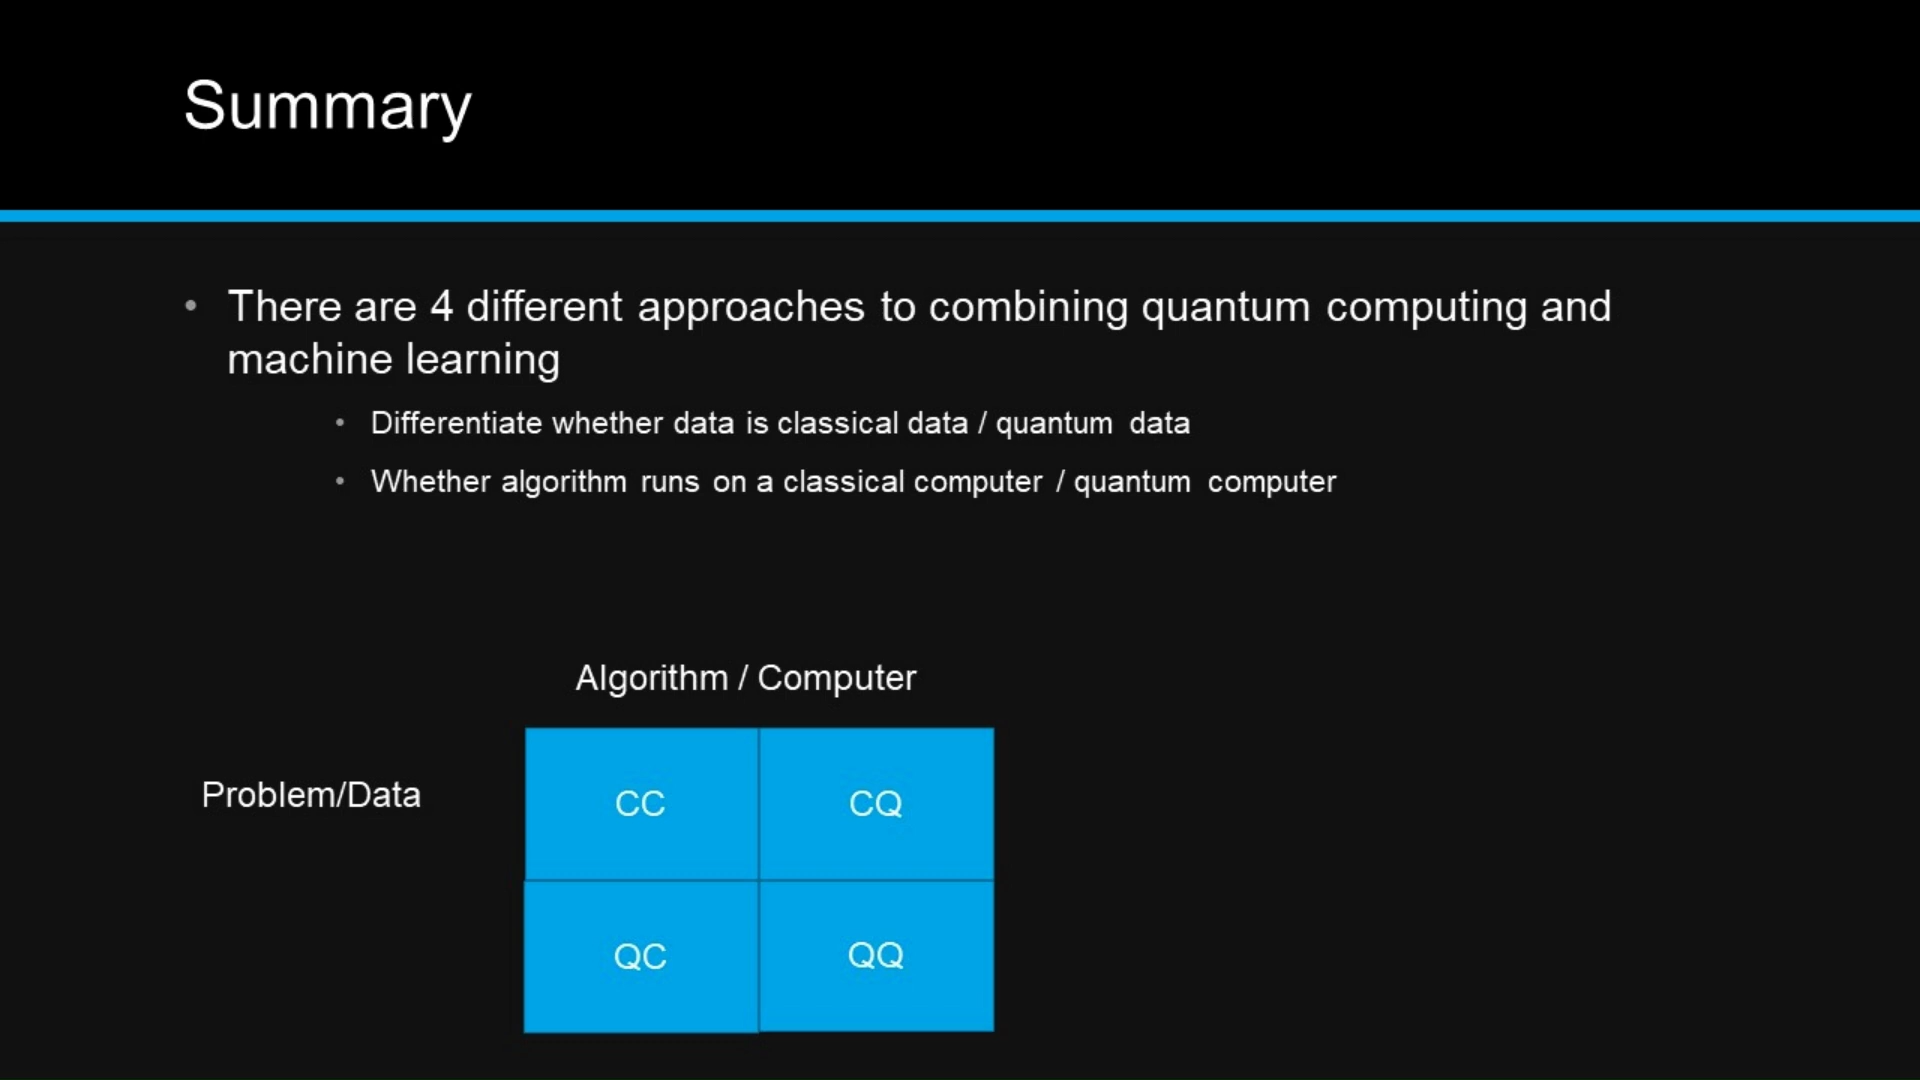 Summary
• There are 4 different approaches to combining quantum computing and
machine learning
• Differentiate whether data is classical data / quantum data
• Whether algorithm runs on a classical computer / quantum computer
Algorithm / Computer
Problem/Data
CC CQ
QC QQ